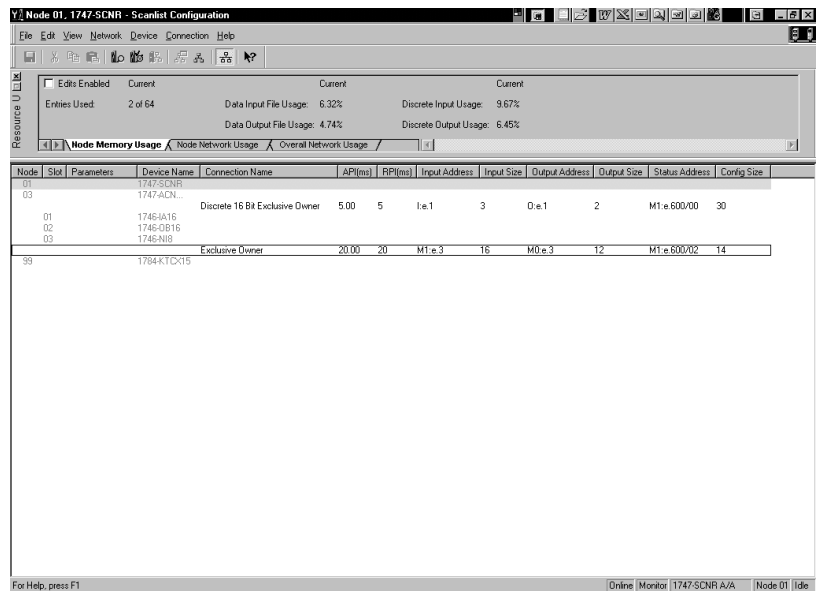 Node 01, 1747-SCNR - Scanlist Configuration
File Edit View Network Device Connection Help
Resource U
Edits Enabled Current Current Current
Entries Used: 2 of 64 Data Input File Usage: 6.32% Discrete Input Usage: 9.67%
Data Output File Usage: 4.74% Discrete Output Usage: 6.45%
Node Memory Usage Node Network Usage Overall Network Usage
Node Slot Parameters Device Name Connection Name API(ms) RPI(ms) Input Address Input Size Output Address Output Size Status Address Config Size
01 1747-SCNR
03 1747-ACN...
Discrete 16 Bit Exclusive Owner 5.00 5 I:e.1 3 O:e.1 2 M1:e.600/00 30
01 1746-IA16
02 1746-OB16
03 1746-NI8
Exclusive Owner 20.00 20 M1:e.3 16 M0:e.3 12 M1:e.600/02 14
99 1784-KTCX15
For Help, press F1 Online Monitor 1747-SCNR A/A Node 01 Idle